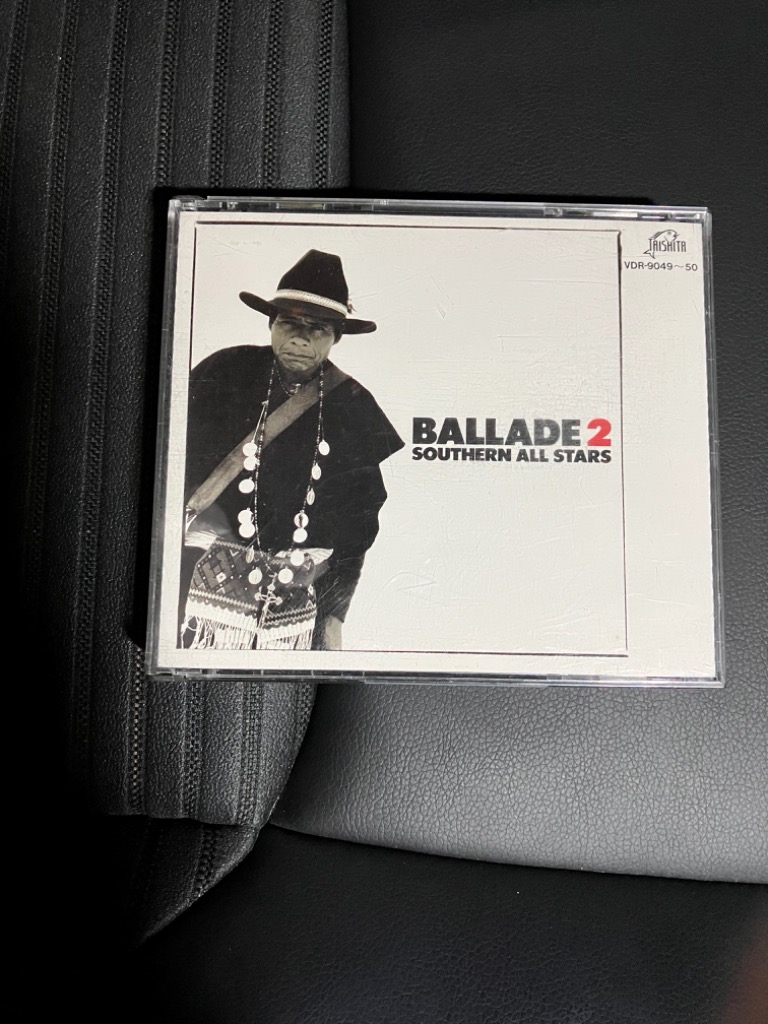 TAISHITA
VDR-9049～50
BALLADE 2
SOUTHERN ALL STARS